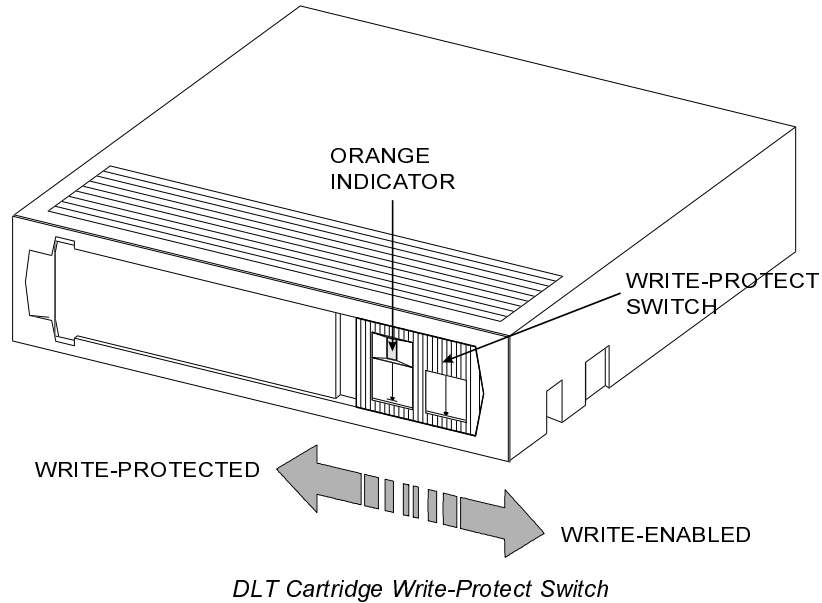 ORANGE
INDICATOR
WRITE-PROTECT
SWITCH
WRITE-PROTECTED
WRITE-ENABLED
DLT Cartridge Write-Protect Switch